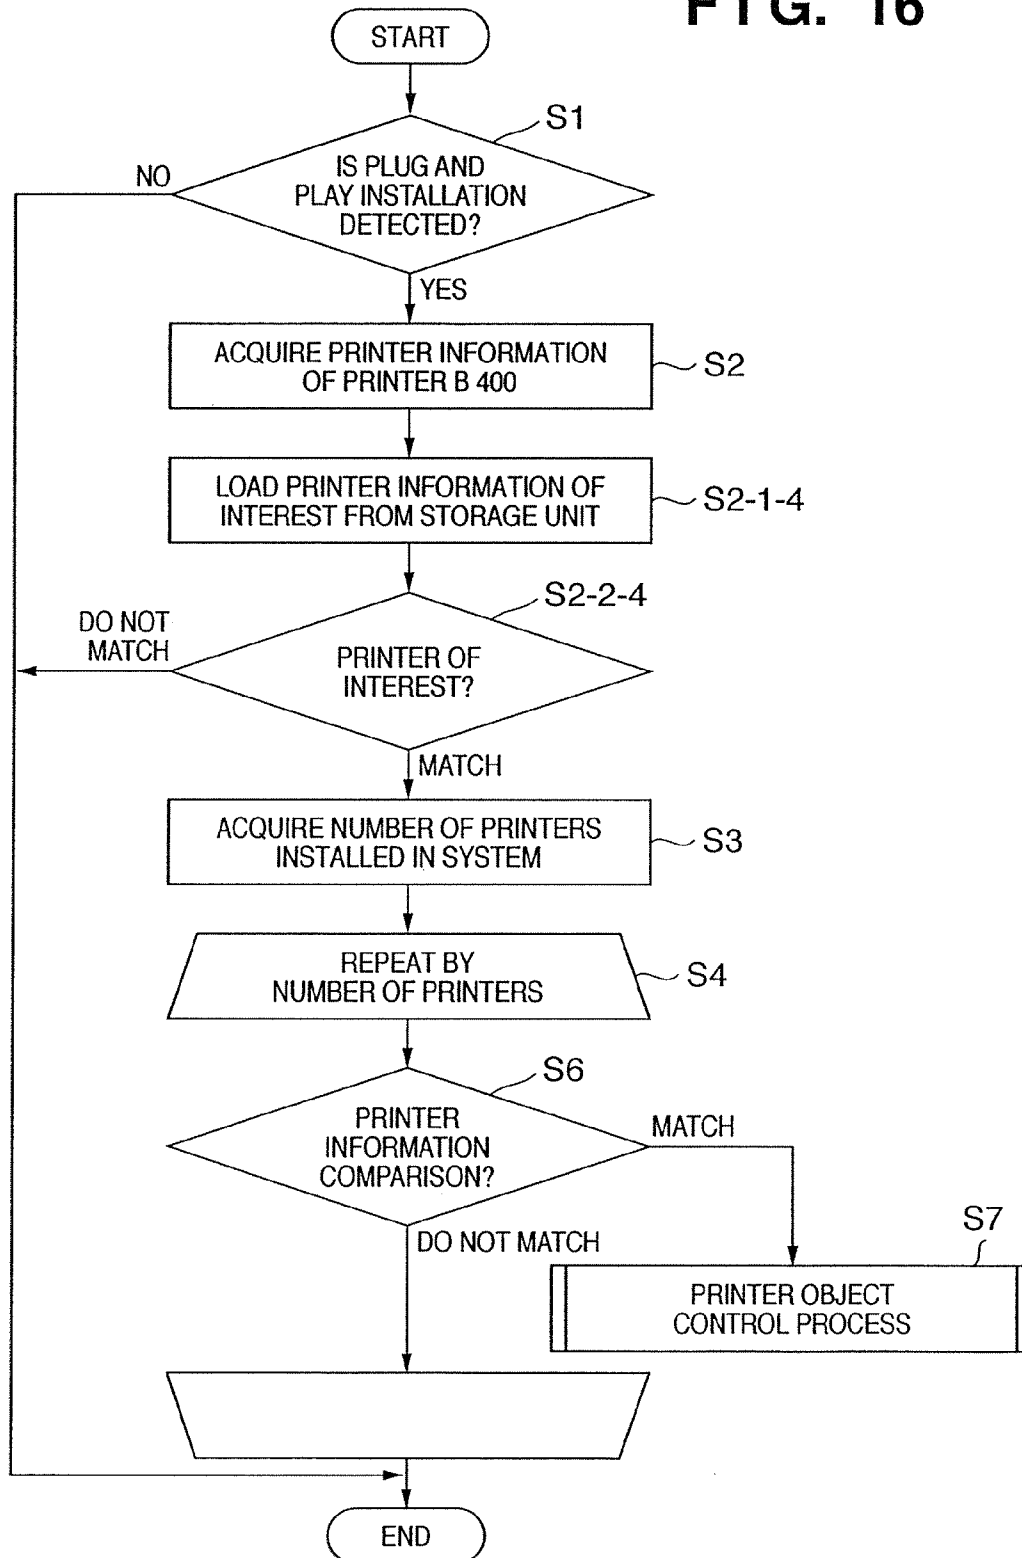 FIG. 16
START
S1
IS PLUG AND
PLAY INSTALLATION
DETECTED?
NO
YES
ACQUIRE PRINTER INFORMATION
OF PRINTER B 400
S2
LOAD PRINTER INFORMATION OF
INTEREST FROM STORAGE UNIT
S2-1-4
S2-2-4
DO NOT
MATCH
PRINTER OF
INTEREST?
MATCH
ACQUIRE NUMBER OF PRINTERS
INSTALLED IN SYSTEM
S3
REPEAT BY
NUMBER OF PRINTERS
S4
S6
PRINTER
INFORMATION
COMPARISON?
MATCH
DO NOT MATCH
S7
PRINTER OBJECT
CONTROL PROCESS
END